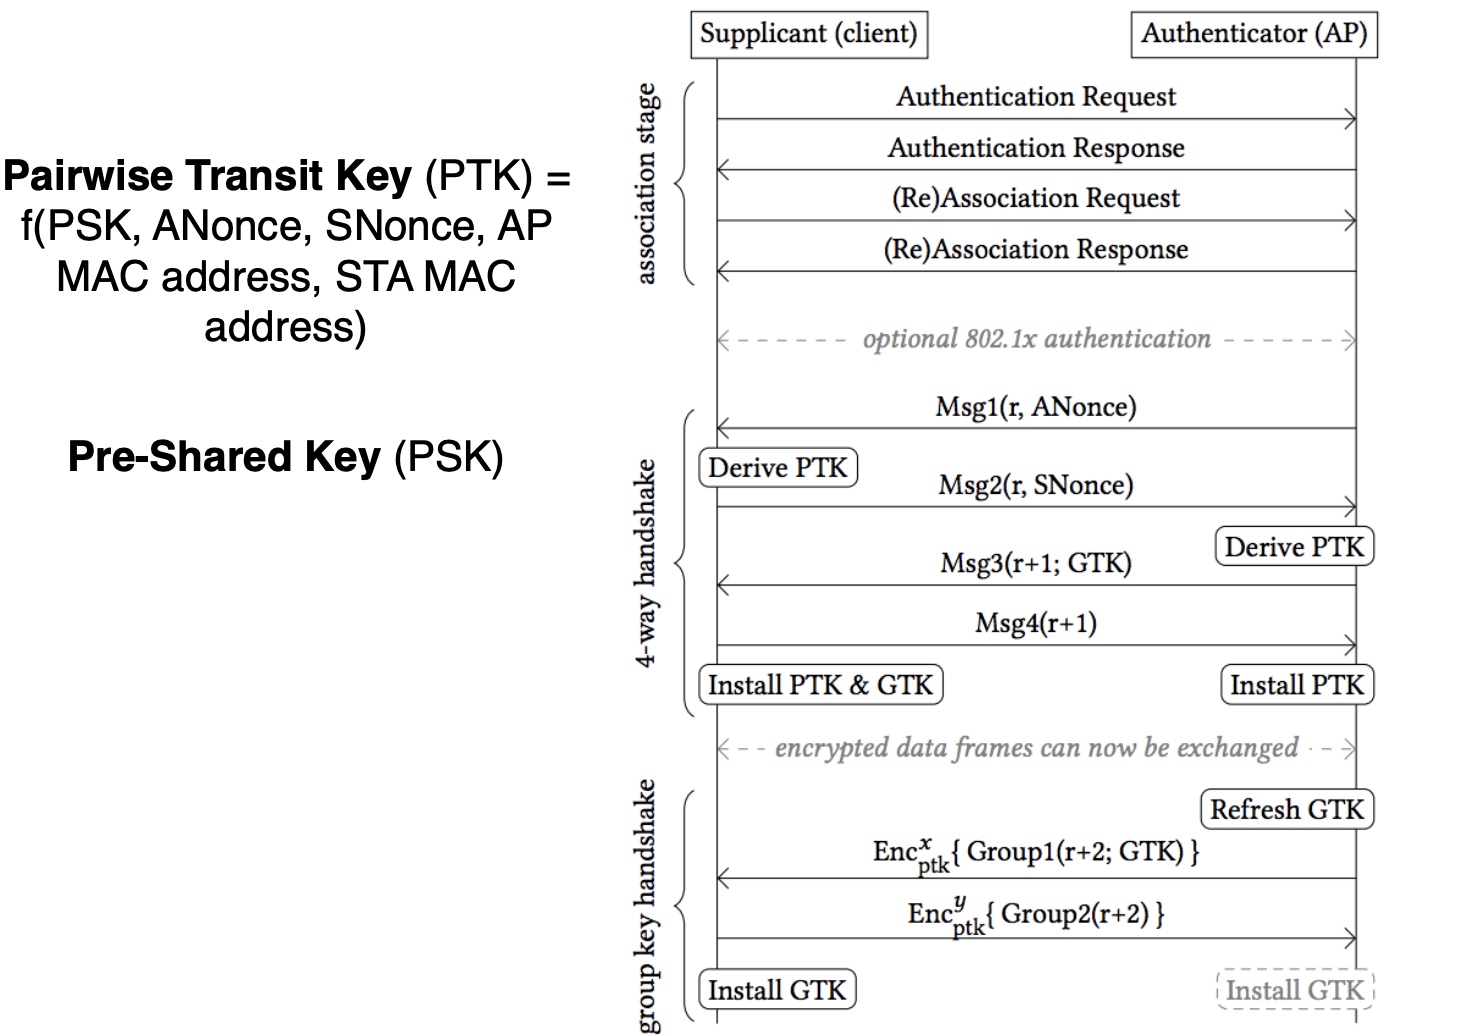 Pairwise Transit Key (PTK) =
f(PSK, ANonce, SNonce, AP
MAC address, STA MAC
address)
Pre-Shared Key (PSK)
Supplicant (client)
Authenticator (AP)
association stage
Authentication Request
Authentication Response
(Re)Association Request
(Re)Association Response
optional 802.1x authentication
4-way handshake
Msg1(r, ANonce)
Derive PTK
Msg2(r, SNonce)
Derive PTK
Msg3(r+1; GTK)
Msg4(r+1)
Install PTK & GTK
Install PTK
encrypted data frames can now be exchanged
group key handshake
Refresh GTK
Enc^x_ptk{ Group1(r+2; GTK) }
Enc^y_ptk{ Group2(r+2) }
Install GTK
Install GTK